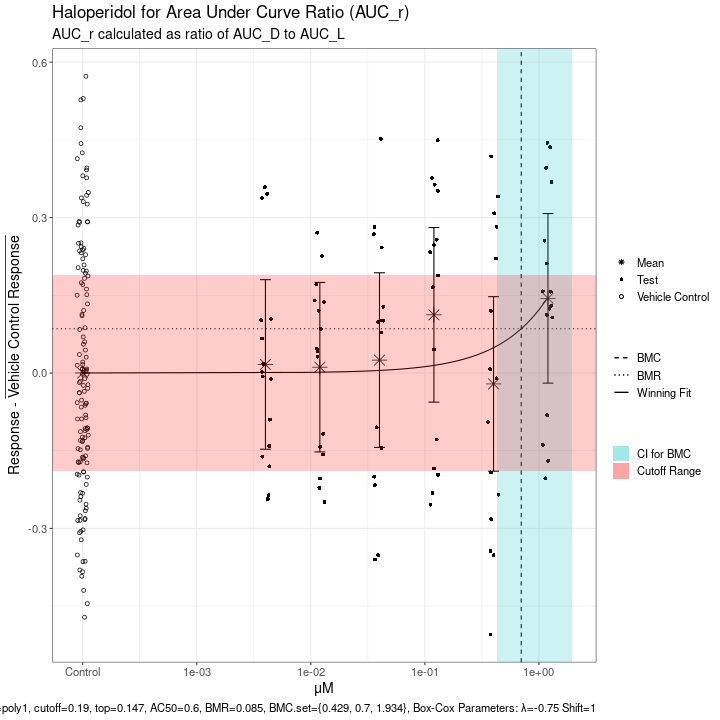 Haloperidol for Area Under Curve Ratio (AUC_r)
AUC_r calculated as ratio of AUC_D to AUC_L
Response - Vehicle Control Response
0.6
0.3
0.0
-0.3
Control
1e-03
1e-02
1e-01
1e+00
μM
Mean
Test
Vehicle Control
BMC
BMR
Winning Fit
CI for BMC
Cutoff Range
=poly1, cutoff=0.19, top=0.147, AC50=0.6, BMR=0.085, BMC.set={0.429, 0.7, 1.934}, Box-Cox Parameters: λ=-0.75 Shift=1